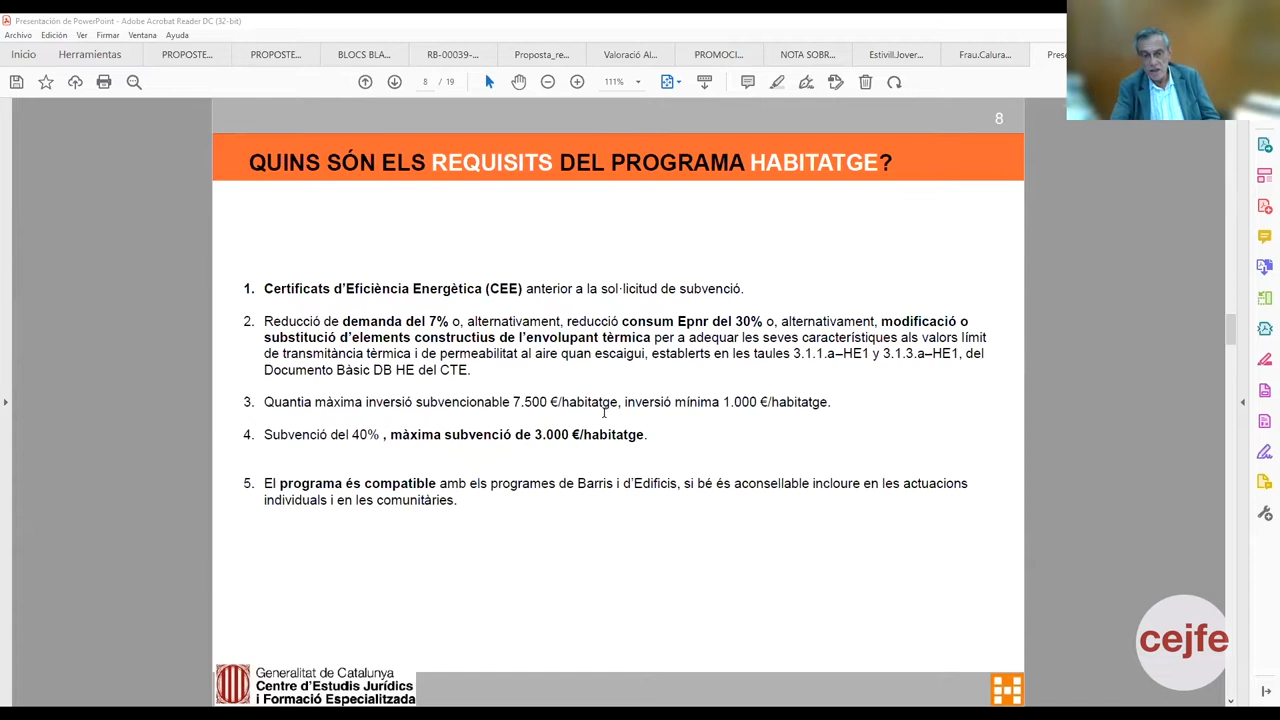 Presentación de PowerPoint - Adobe Acrobat Reader DC (32-bit)
Archivo Edición Ver Firmar Ventana Ayuda
Inicio Herramientas PROPOSTE... PROPOSTE... BLOCS BLA... RB-00039-... Proposta_re... Valoració Al... PROMOCI... NOTA SOBR... Estivill.Jover... Frau.Calura... Prese
8 / 19 111%
8
QUINS SÓN ELS REQUISITS DEL PROGRAMA HABITATGE?
1. Certificats d'Eficiència Energètica (CEE) anterior a la sol·licitud de subvenció.
2. Reducció de demanda del 7% o, alternativament, reducció consum Epnr del 30% o, alternativament, modificació o
substitució d'elements constructius de l'envolupant tèrmica per a adequar les seves característiques als valors límit
de transmitància tèrmica i de permeabilitat al aire quan escaigui, establerts en les taules 3.1.1.a–HE1 y 3.1.3.a–HE1, del
Documento Bàsic DB HE del CTE.
3. Quantia màxima inversió subvencionable 7.500 €/habitatge, inversió mínima 1.000 €/habitatge.
4. Subvenció del 40% , màxima subvenció de 3.000 €/habitatge.
5. El programa és compatible amb els programes de Barris i d'Edificis, si bé és aconsellable incloure en les actuacions
individuals i en les comunitàries.
cejfe
Generalitat de Catalunya
Centre d'Estudis Jurídics
i Formació Especialitzada